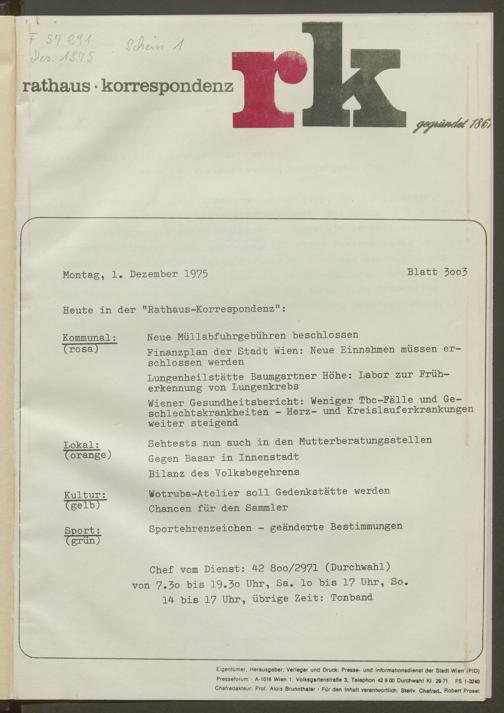 F 57 291
Dez. 1975
Schein 1
rathaus · korrespondenz
rk
gegründet 1861
Montag, 1. Dezember 1975 Blatt 3oo3
Heute in der "Rathaus-Korrespondenz":
Kommunal: Neue Müllabfuhrgebühren beschlossen
(rosa) Finanzplan der Stadt Wien: Neue Einnahmen müssen er-
schlossen werden
Lungenheilstätte Baumgartner Höhe: Labor zur Früh-
erkennung von Lungenkrebs
Wiener Gesundheitsbericht: Weniger Tbc-Fälle und Ge-
schlechtskrankheiten - Herz- und Kreislauferkrankungen
weiter steigend
Lokal: Sehtests nun auch in den Mutterberatungsstellen
(orange) Gegen Basar in Innenstadt
Bilanz des Volksbegehrens
Kultur: Wotruba-Atelier soll Gedenkstätte werden
(gelb) Chancen für den Sammler
Sport: Sportehrenzeichen - geänderte Bestimmungen
(grün)
Chef vom Dienst: 42 8oo/2971 (Durchwahl)
von 7.3o bis 19.3o Uhr, Sa. 1o bis 17 Uhr, So.
14 bis 17 Uhr, übrige Zeit: Tonband
Eigentümer, Herausgeber, Verleger und Druck: Presse- und Informationsdienst der Stadt Wien (PID)
Presseforum - A-1016 Wien 1, Volksgartenstraße 3, Telephon 42 8 00 Durchwahl Kl. 29 71 FS 1-3240
Chefredakteur: Prof. Alois Brunnthaler - Für den Inhalt verantwortlich: Stellv. Chefred. Robert Prosel